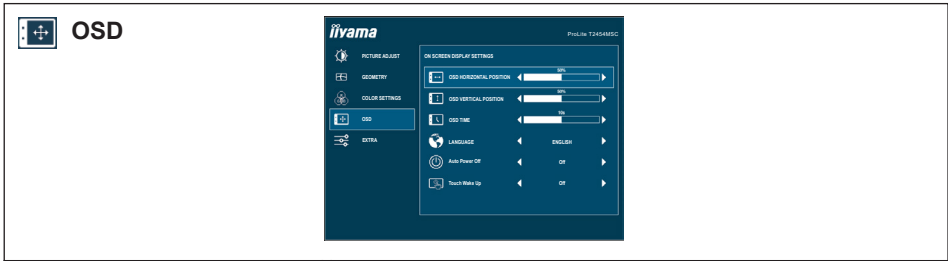 OSD
iiyama
ProLite T2454MSC
PICTURE ADJUST
GEOMETRY
COLOR SETTINGS
OSD
EXTRA
ON SCREEN DISPLAY SETTINGS
OSD HORIZONTAL POSITION 50%
OSD VERTICAL POSITION 50%
OSD TIME 10s
LANGUAGE ENGLISH
Auto Power Off Off
Touch Wake Up Off